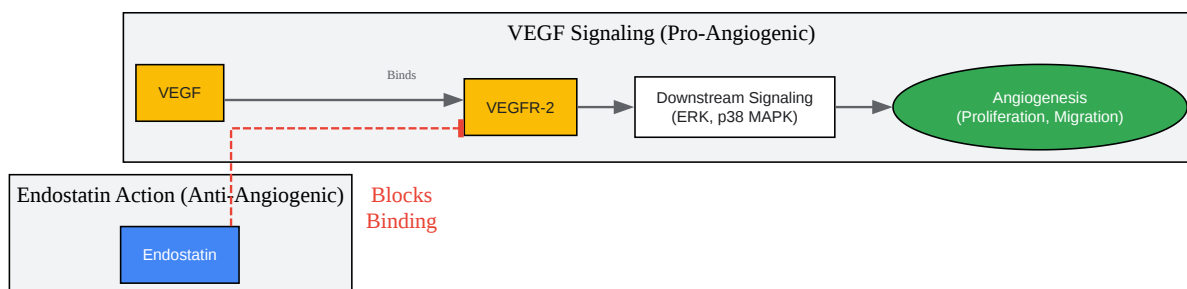 VEGF Signaling (Pro-Angiogenic)
VEGF
Binds
VEGFR-2
Downstream Signaling
(ERK, p38 MAPK)
Angiogenesis
(Proliferation, Migration)
Endostatin Action (Anti-Angiogenic)
Blocks
Binding
Endostatin